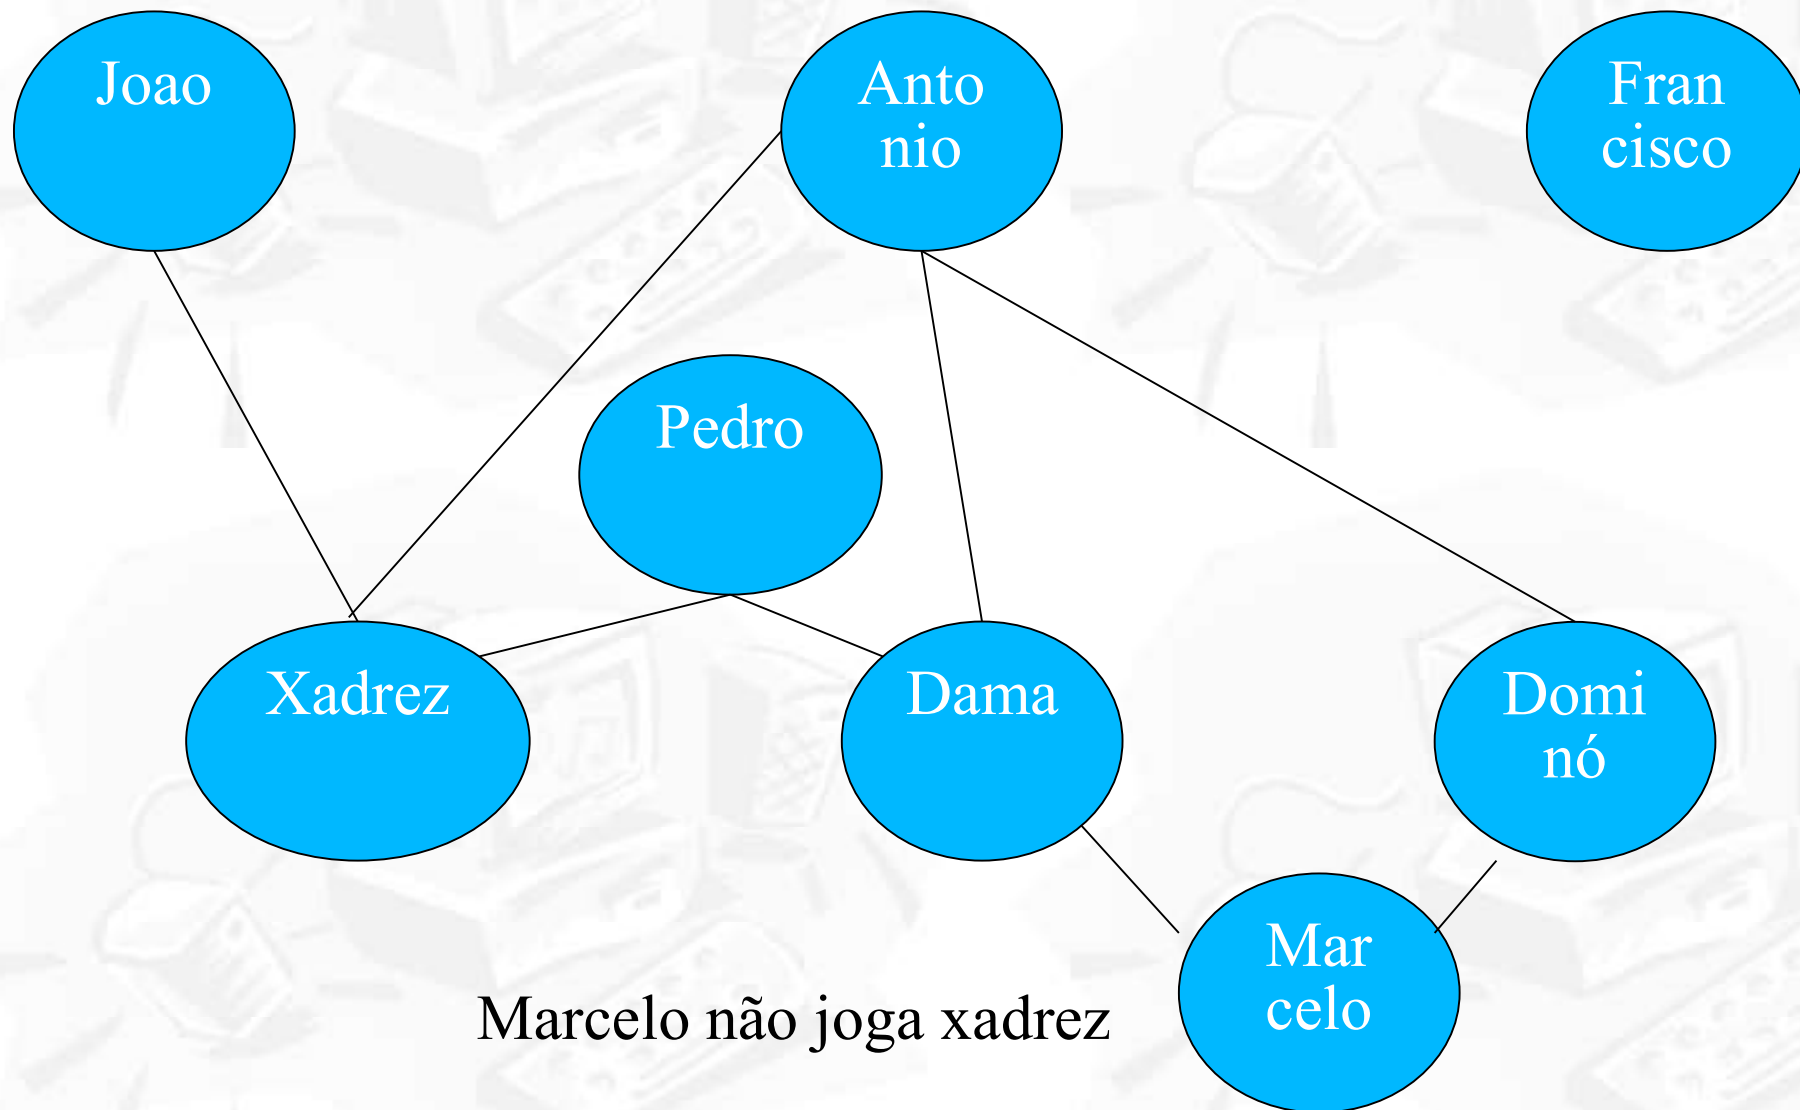 Joao
Anto
nio
Fran
cisco
Pedro
Xadrez
Dama
Domi
nó
Mar
celo
Marcelo não joga xadrez